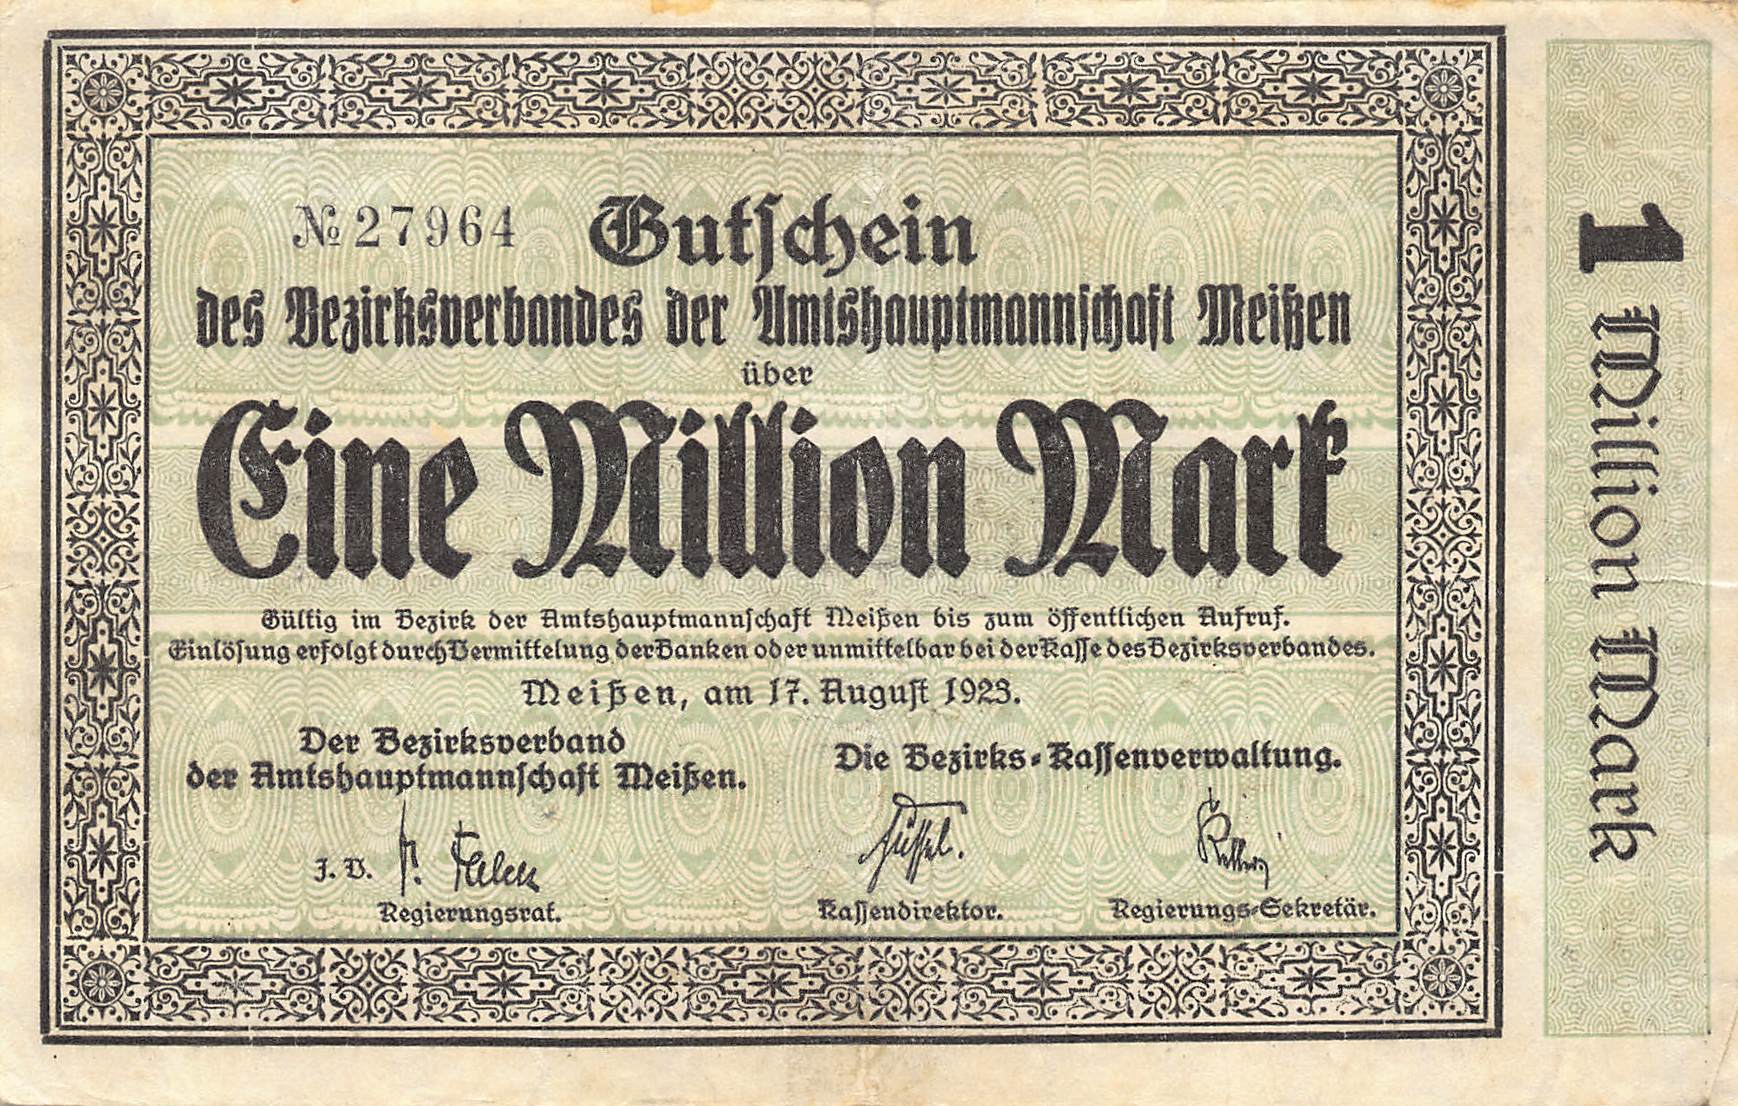 № 27964 Gutschein
des Bezirksverbandes der Amtshauptmannschaft Meißen
über
Eine Million Mark
Gültig im Bezirk der Amtshauptmannschaft Meißen bis zum öffentlichen Aufruf.
Einlösung erfolgt durch Vermittelung der Banken oder unmittelbar bei der Kasse des Bezirksverbandes.
Meißen, am 17. August 1923.
Der Bezirksverband
der Amtshauptmannschaft Meißen.
J. V.
Regierungsrat.
Die Bezirks-Kassenverwaltung.
Kassendirektor.
Regierungs-Sekretär.
1 Million Mark